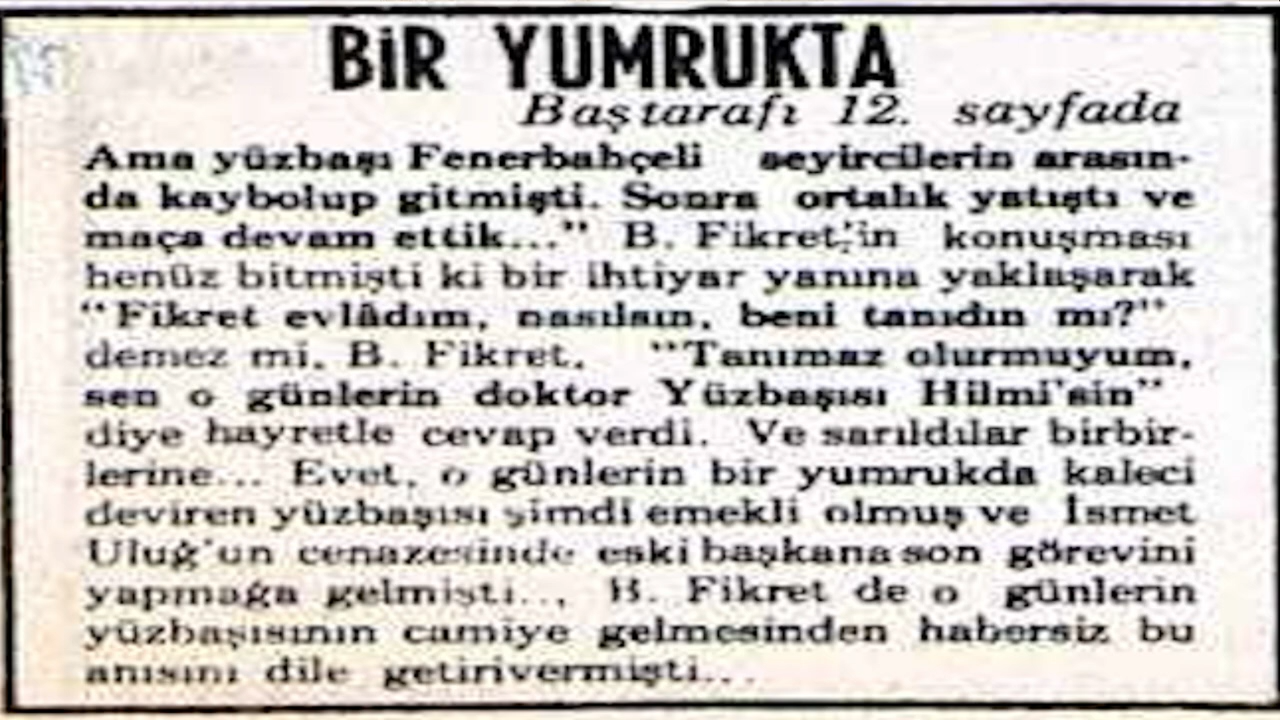 BİR YUMRUKTA
Baştarafı 12. sayfada
Ama yüzbaşı Fenerbahçeli seyircilerin arasın-
da kaybolup gitmişti. Sonra ortalık yatıştı ve
maça devam ettik..." B. Fikret'in konuşması
henüz bitmişti ki bir ihtiyar yanına yaklaşarak
"Fikret evlâdım, nasılsın, beni tanıdın mı?"
demez mi. B. Fikret, "Tanımaz olurmuyum,
sen o günlerin doktor Yüzbaşısı Hilmi'sin"
diye hayretle cevap verdi. Ve sarıldılar birbir-
lerine... Evet, o günlerin bir yumrukda kaleci
deviren yüzbaşısı şimdi emekli olmuş ve İsmet
Uluğ'un cenazesinde eski başkana son görevini
yapmağa gelmişti... B. Fikret de o günlerin
yüzbaşısının camiye gelmesinden habersiz bu
anısını dile getirivermişti...